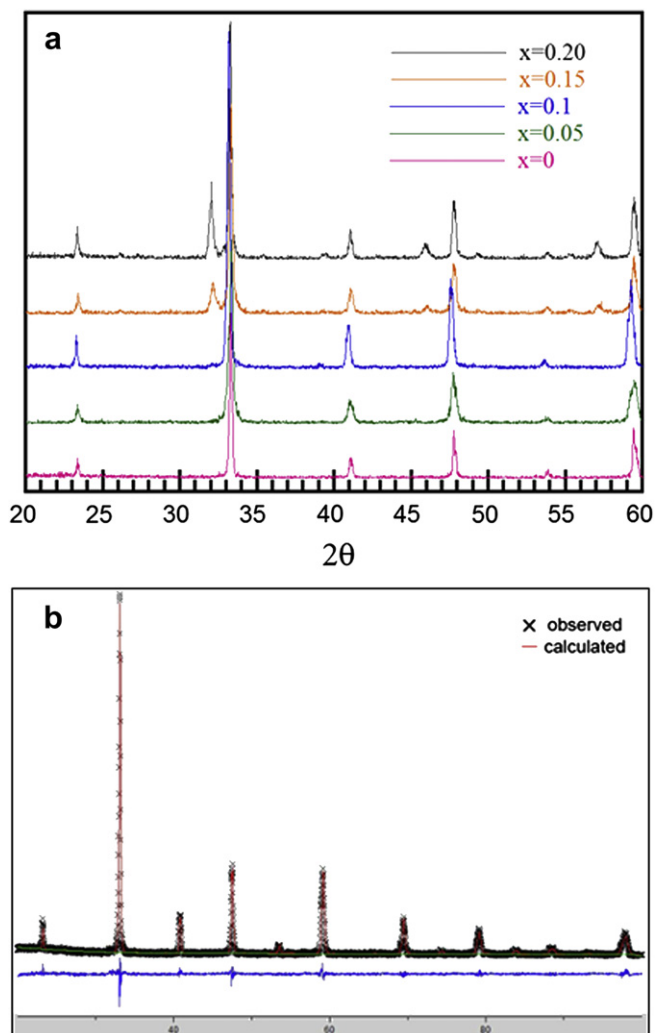 a
x=0.20
x=0.15
x=0.1
x=0.05
x=0
20 25 30 35 40 45 50 55 60
2θ
b
× observed
calculated
40 60 80